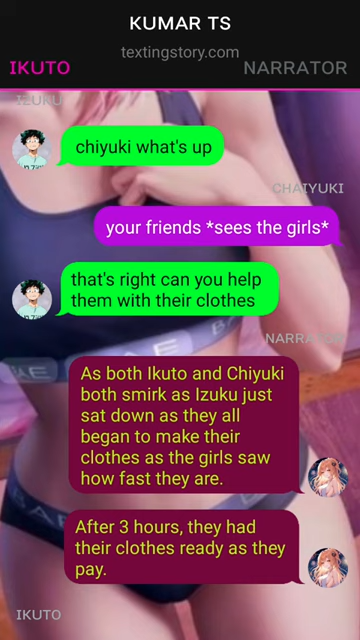 KUMAR TS
textingstory.com
IKUTO
NARRATOR
IZUKU
chiyuki what's up
CHAIYUKI
your friends *sees the girls*
that's right can you help
them with their clothes
NARRATOR
As both Ikuto and Chiyuki
both smirk as Izuku just
sat down as they all
began to make their
clothes as the girls saw
how fast they are.
After 3 hours, they had
their clothes ready as they
pay.
IKUTO